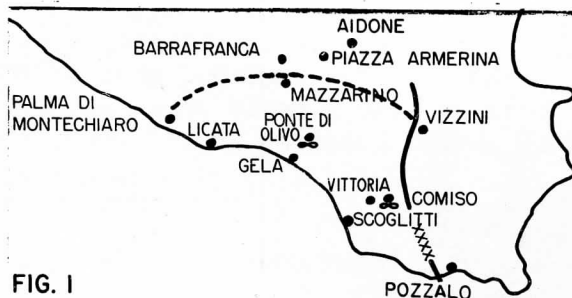 AIDONE
BARRAFRANCA
PIAZZA ARMERINA
MAZZARINO
PALMA DI
MONTECHIARO
PONTE DI
OLIVO
VIZZINI
LICATA
GELA
VITTORIA
COMISO
SCOGLITTI
FIG. 1
POZZALO